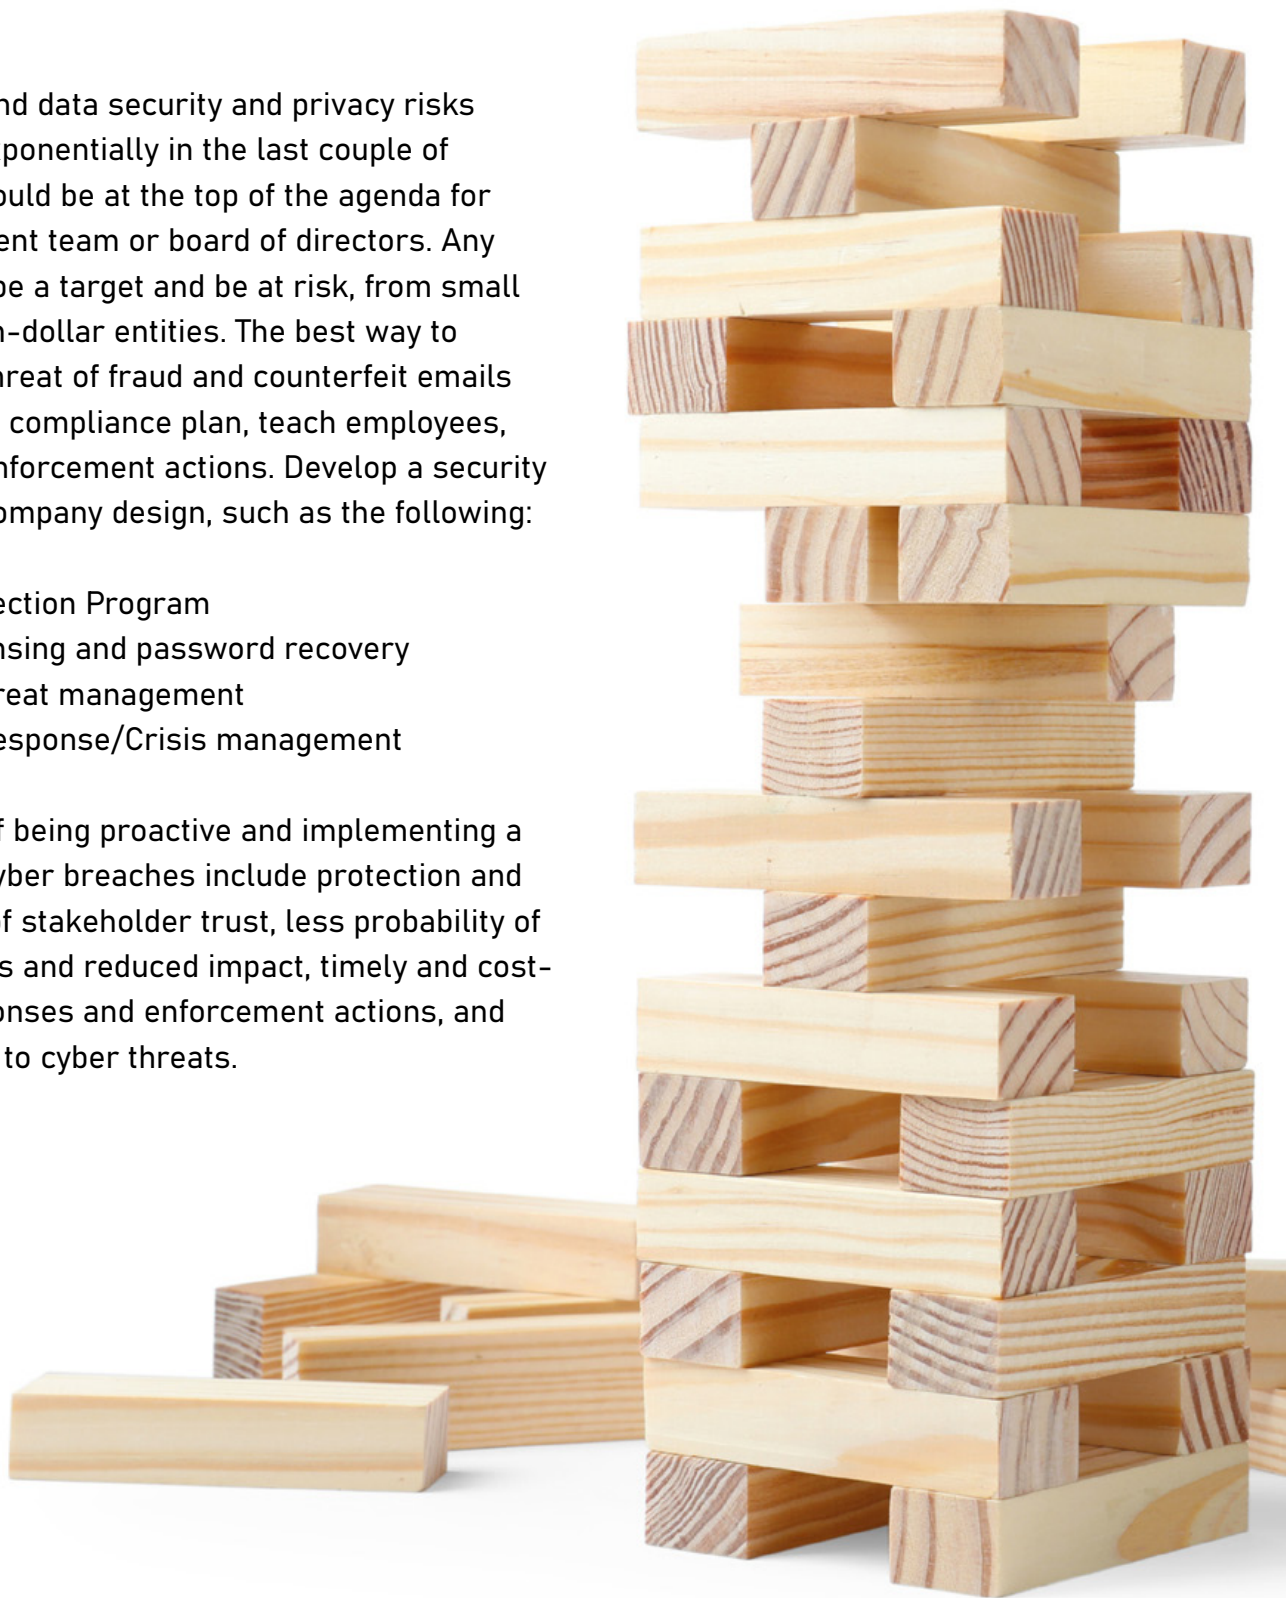 nd data security and privacy risks
xponentially in the last couple of
ould be at the top of the agenda for
ent team or board of directors. Any
be a target and be at risk, from small
n-dollar entities. The best way to
hreat of fraud and counterfeit emails
compliance plan, teach employees,
nforcement actions. Develop a security
ompany design, such as the following:
ection Program
nsing and password recovery
reat management
esponse/Crisis management
f being proactive and implementing a
yber breaches include protection and
of stakeholder trust, less probability of
s and reduced impact, timely and cost-
onses and enforcement actions, and
to cyber threats.